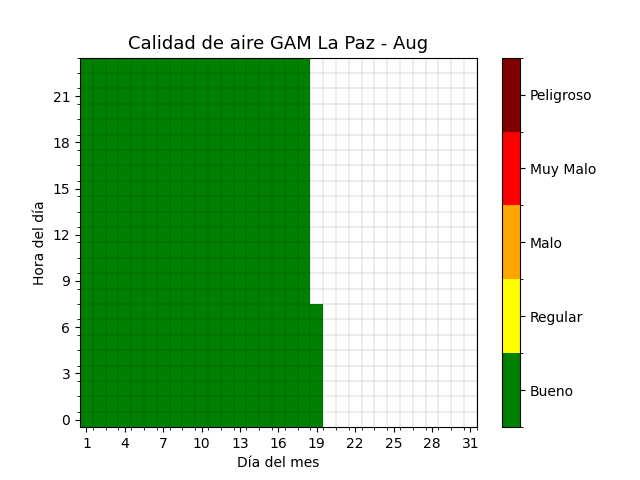 Calidad de aire GAM La Paz - Aug
Peligroso
Muy Malo
Malo
Regular
Bueno
Hora del día
21
18
15
12
9
6
3
0
1 4 7 10 13 16 19 22 25 28 31
Día del mes